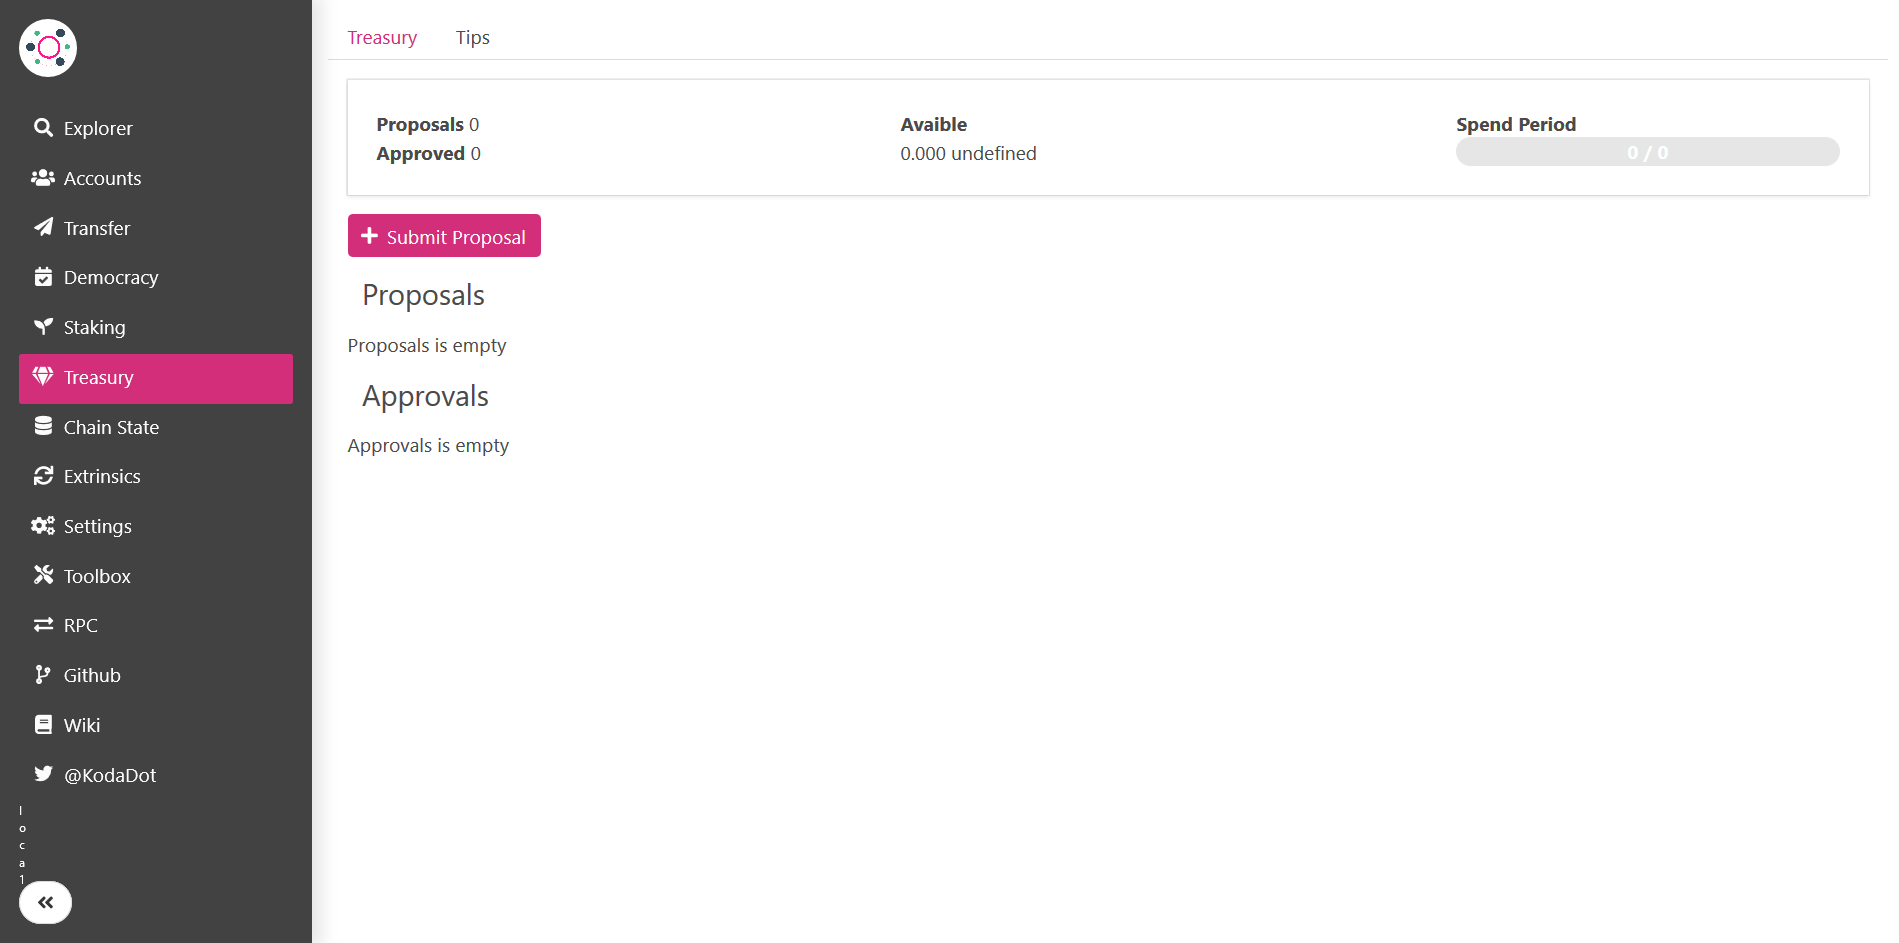 Explorer
Accounts
Transfer
Democracy
Staking
Treasury
Chain State
Extrinsics
Settings
Toolbox
RPC
Github
Wiki
@KodaDot
l
o
c
a
1
Treasury Tips
Proposals 0
Approved 0
Avaible
0.000 undefined
Spend Period
0 / 0
Submit Proposal
Proposals
Proposals is empty
Approvals
Approvals is empty